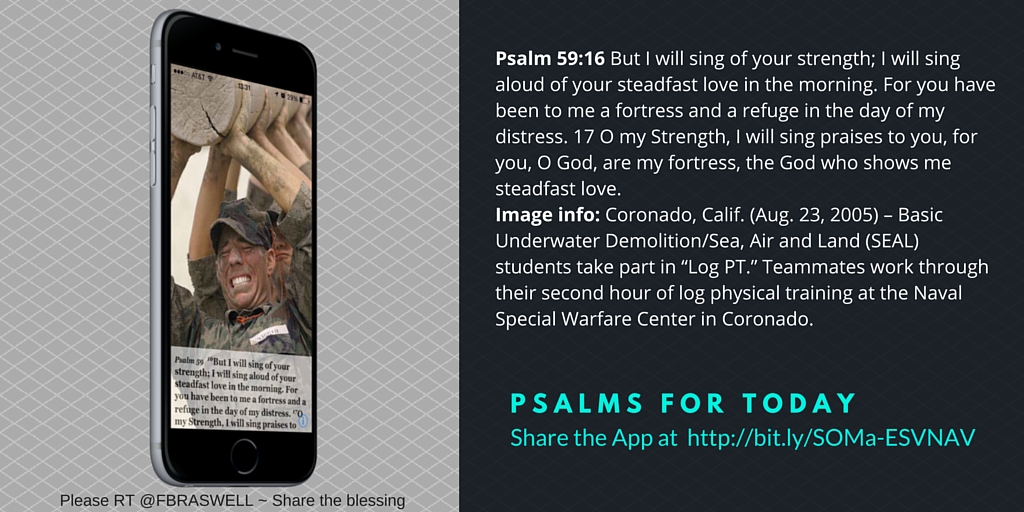 AT&T
13:31
29%
Psalm 59 16But I will sing of your
strength; I will sing aloud of your
steadfast love in the morning. For
you have been to me a fortress and a
refuge in the day of my distress. 17O
my Strength, I will sing praises to
Please RT @FBRASWELL ~ Share the blessing
Psalm 59:16 But I will sing of your strength; I will sing
aloud of your steadfast love in the morning. For you have
been to me a fortress and a refuge in the day of my
distress. 17 O my Strength, I will sing praises to you, for
you, O God, are my fortress, the God who shows me
steadfast love.
Image info: Coronado, Calif. (Aug. 23, 2005) – Basic
Underwater Demolition/Sea, Air and Land (SEAL)
students take part in “Log PT.” Teammates work through
their second hour of log physical training at the Naval
Special Warfare Center in Coronado.
PSALMS FOR TODAY
Share the App at http://bit.ly/SOMa-ESVNAV